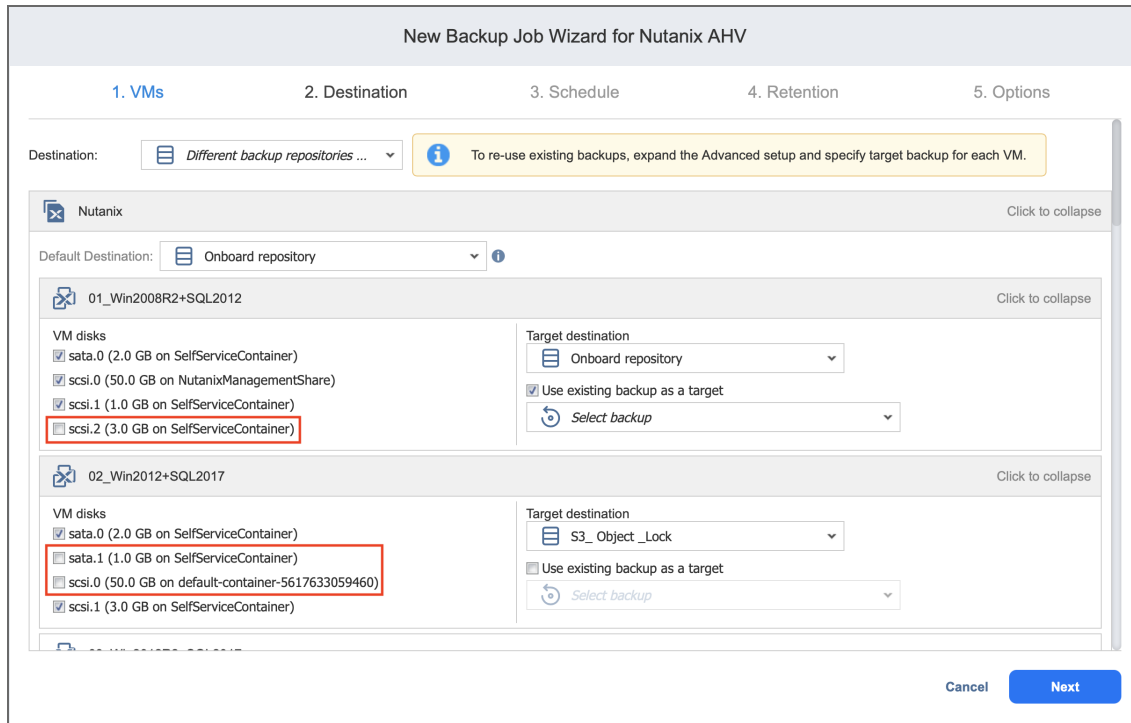 New Backup Job Wizard for Nutanix AHV
1. VMs
2. Destination
3. Schedule
4. Retention
5. Options
Destination:
Different backup repositories ...
To re-use existing backups, expand the Advanced setup and specify target backup for each VM.
Nutanix
Click to collapse
Default Destination:
Onboard repository
01_Win2008R2+SQL2012
Click to collapse
VM disks
sata.0 (2.0 GB on SelfServiceContainer)
scsi.0 (50.0 GB on NutanixManagementShare)
scsi.1 (1.0 GB on SelfServiceContainer)
scsi.2 (3.0 GB on SelfServiceContainer)
Target destination
Onboard repository
Use existing backup as a target
Select backup
02_Win2012+SQL2017
Click to collapse
VM disks
sata.0 (2.0 GB on SelfServiceContainer)
sata.1 (1.0 GB on SelfServiceContainer)
scsi.0 (50.0 GB on default-container-5617633059460)
scsi.1 (3.0 GB on SelfServiceContainer)
Target destination
S3_ Object _Lock
Use existing backup as a target
Select backup
Cancel
Next